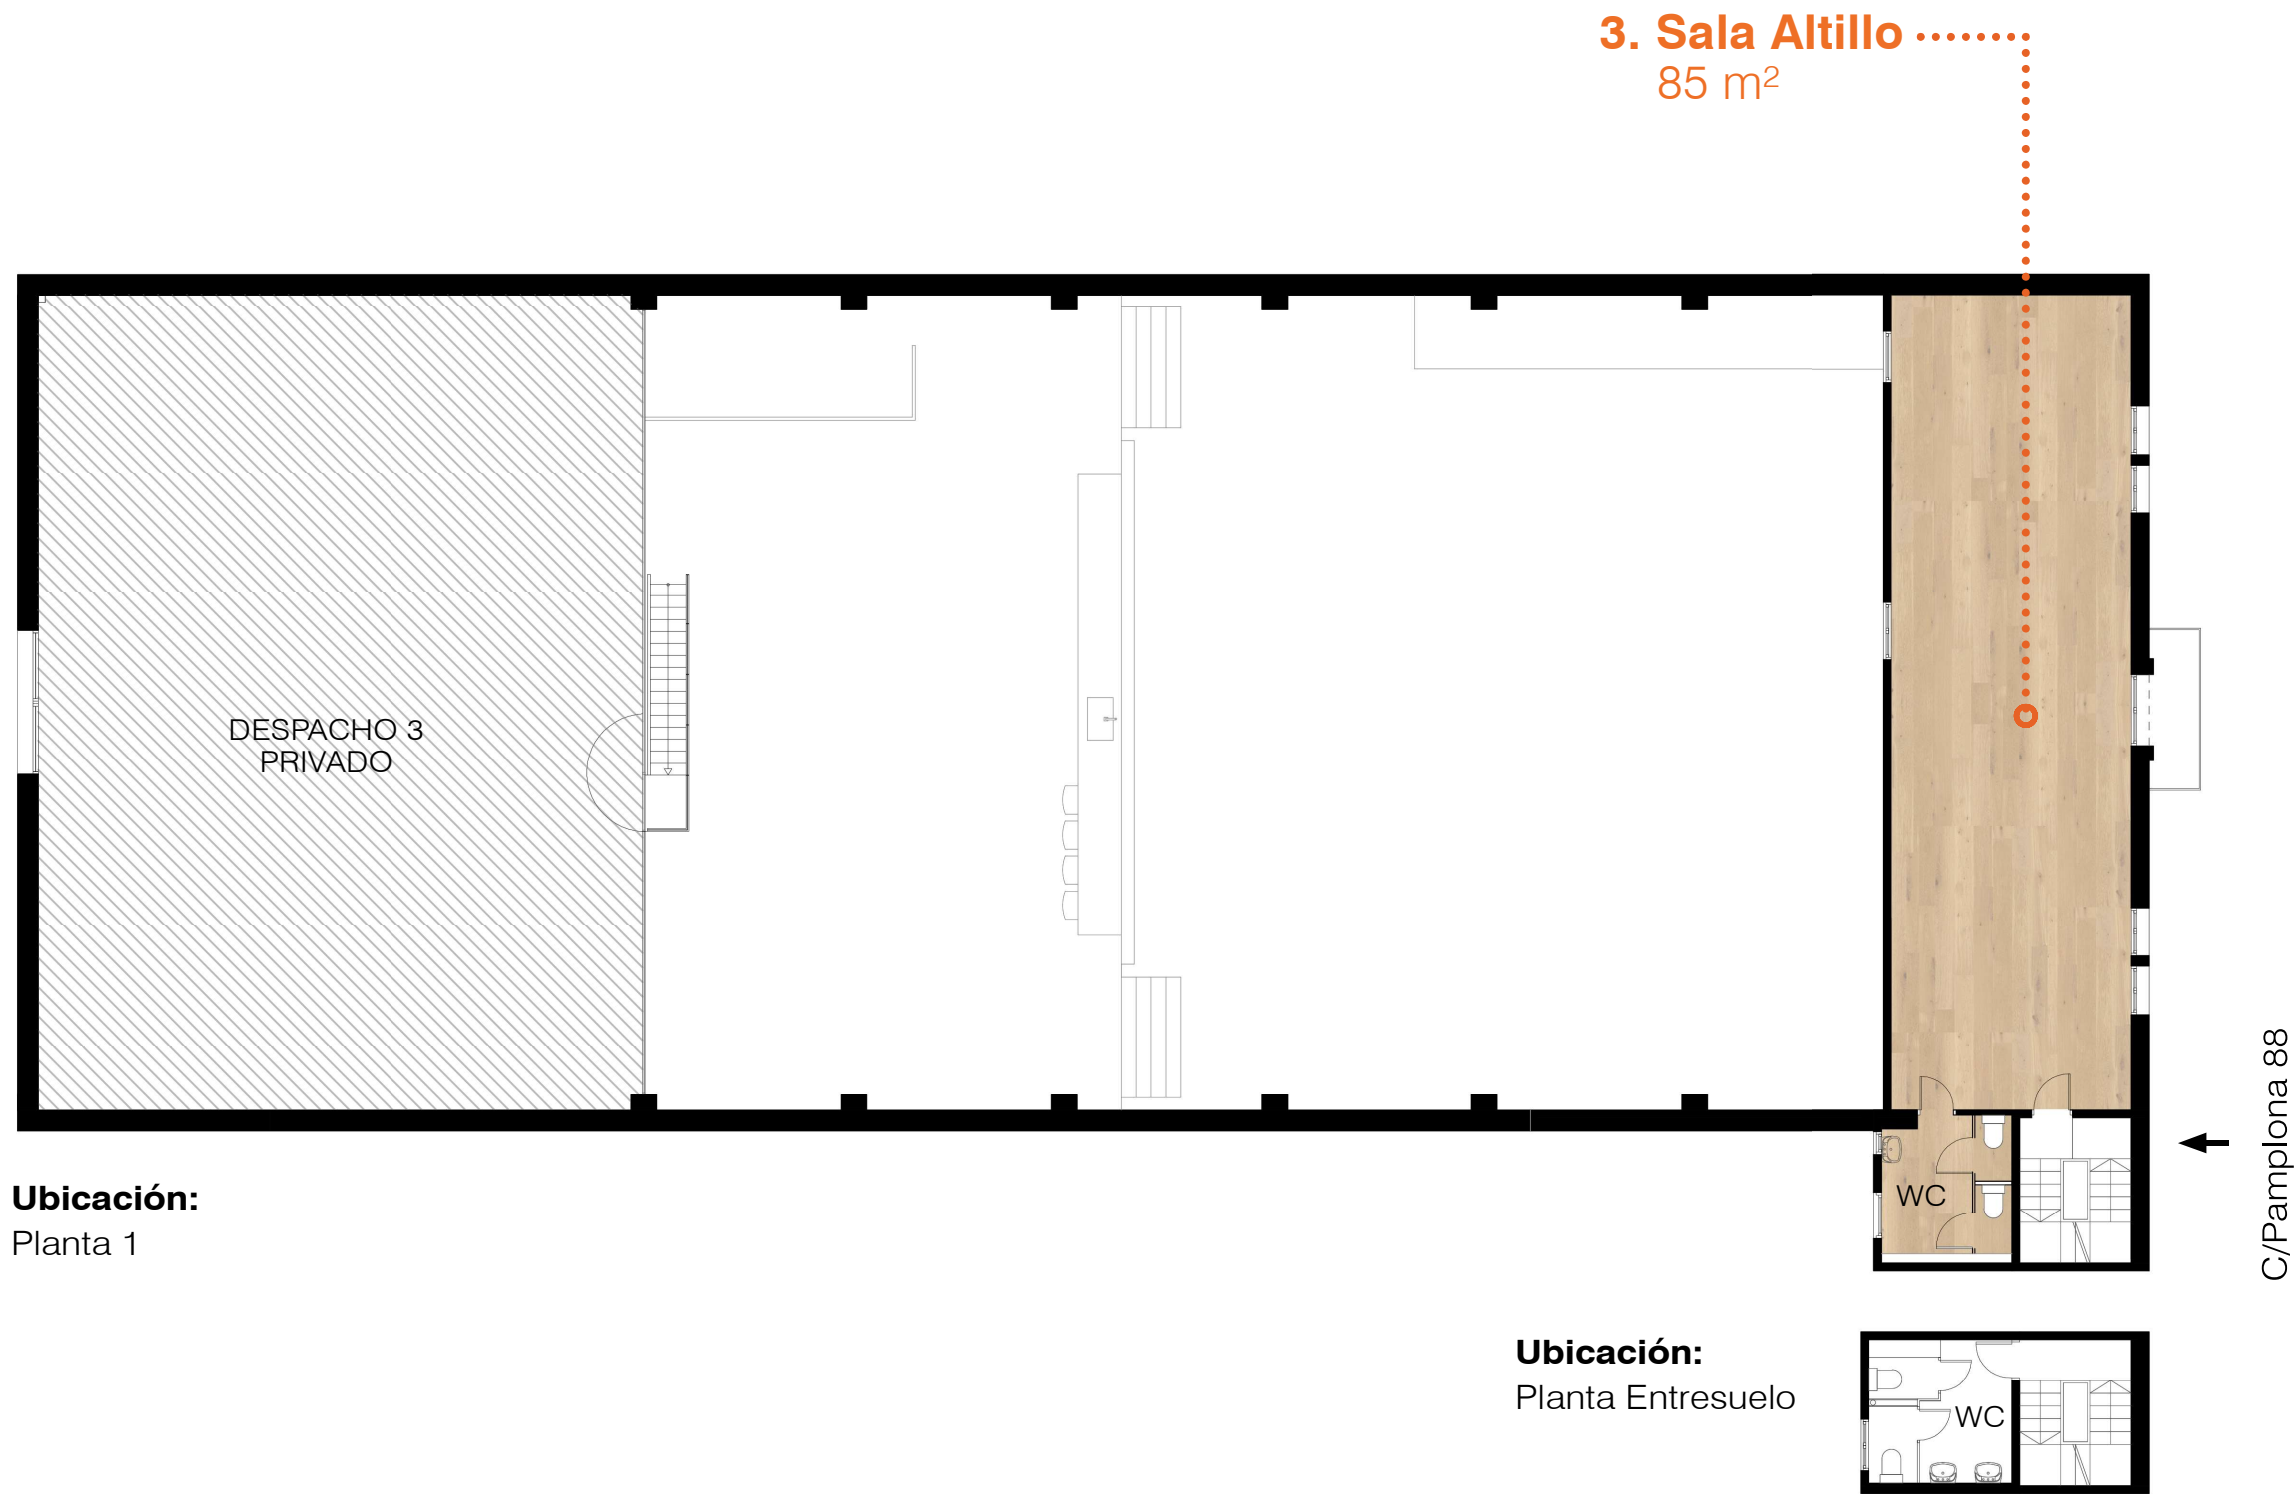 3. Sala Altillo
85 m²
DESPACHO 3
PRIVADO
WC
C/Pamplona 88
Ubicación:
Planta 1
Ubicación:
Planta Entresuelo
WC